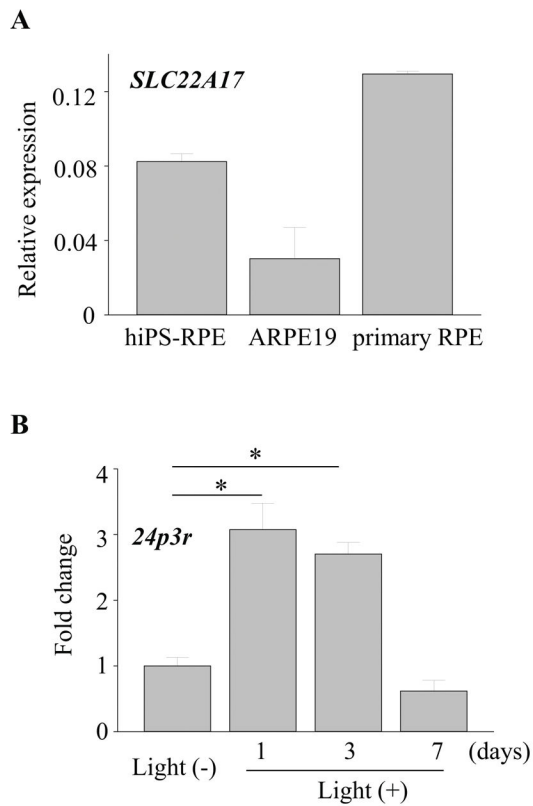 A
SLC22A17
Relative expression
0.12
0.08
0.04
0
hiPS-RPE ARPE19 primary RPE
B
*
*
24p3r
Fold change
4
3
2
1
0
1 3 7 (days)
Light (-)
Light (+)